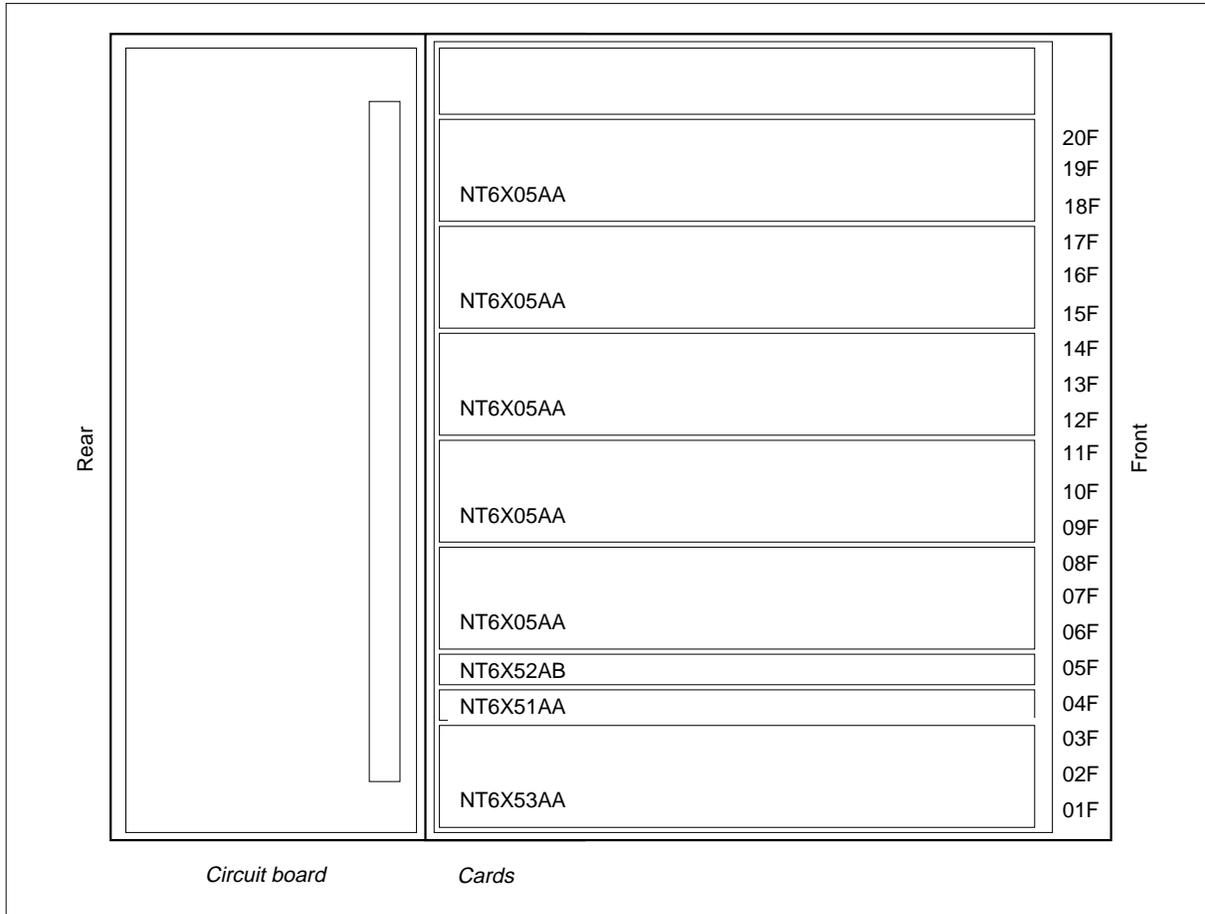 20F
19F
NT6X05AA
18F
17F
16F
NT6X05AA
15F
14F
13F
NT6X05AA
12F
Rear
11F
Front
10F
NT6X05AA
09F
08F
07F
NT6X05AA
06F
NT6X52AB
05F
NT6X51AA
04F
03F
02F
NT6X53AA
01F
Circuit board
Cards